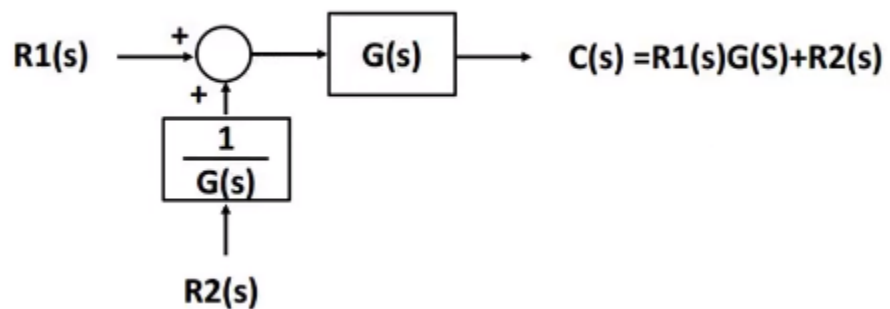 R1(s)
+
G(s)
C(s) =R1(s)G(S)+R2(s)
+
1
G(s)
R2(s)